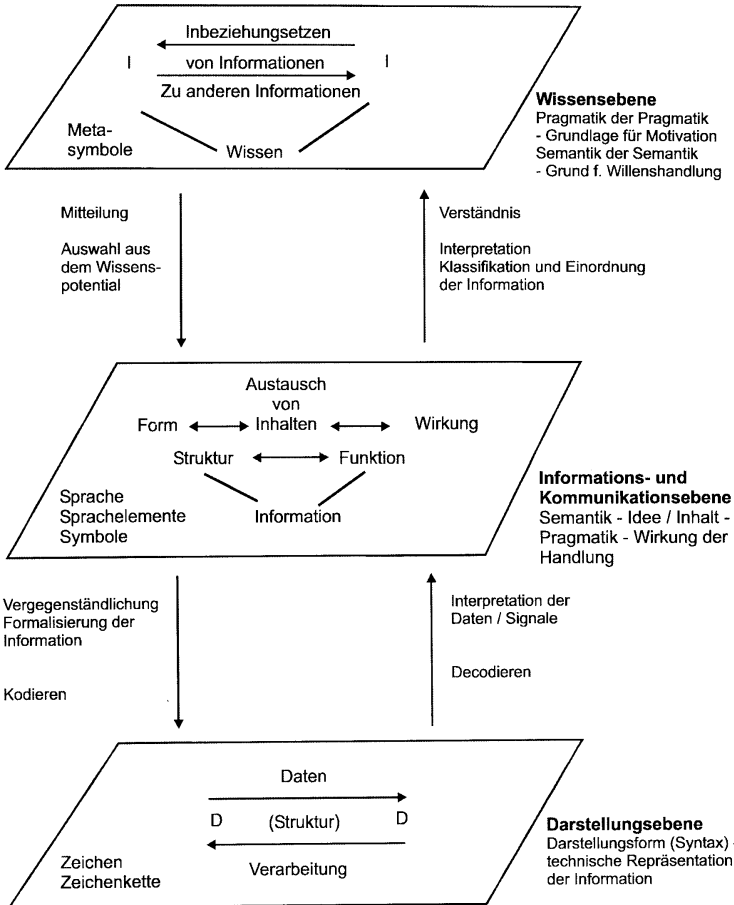 Inbeziehungsetzen
I
von Informationen
I
Zu anderen Informationen
Meta-
symbole
Wissen
Wissensebene
Pragmatik der Pragmatik
- Grundlage für Motivation
Semantik der Semantik
- Grund f. Willenshandlung
Mitteilung
Auswahl aus
dem Wissens-
potential
Verständnis
Interpretation
Klassifikation und Einordnung
der Information
Austausch
von
Form
Inhalten
Wirkung
Struktur
Funktion
Sprache
Sprachelemente
Symbole
Information
Informations- und
Kommunikationsebene
Semantik - Idee / Inhalt -
Pragmatik - Wirkung der
Handlung
Vergegenständlichung
Formalisierung der
Information
Kodieren
Interpretation der
Daten / Signale
Decodieren
Daten
D
(Struktur)
D
Verarbeitung
Zeichen
Zeichenkette
Darstellungsebene
Darstellungsform (Syntax) -
technische Repräsentation
der Information